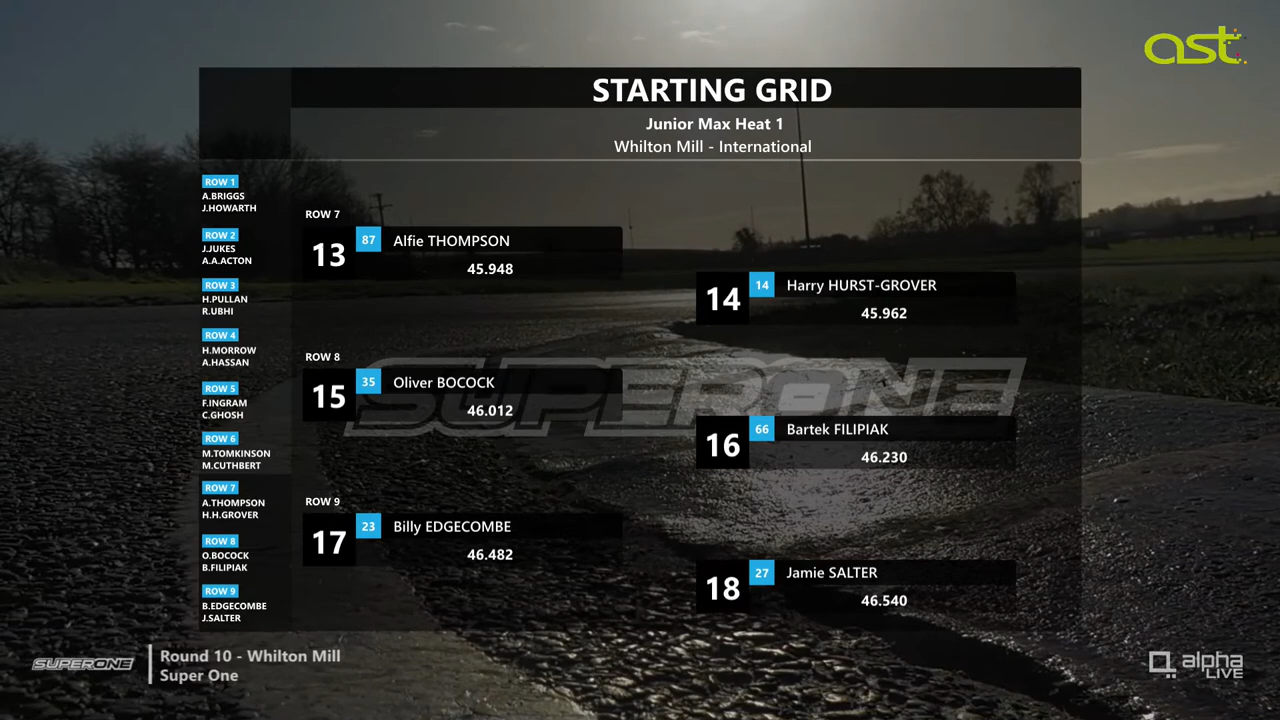 ast
STARTING GRID
Junior Max Heat 1
Whilton Mill - International
ROW 1
A.BRIGGS
J.HOWARTH
ROW 2
J.JUKES
A.A.ACTON
ROW 3
H.PULLAN
R.UBHI
ROW 4
H.MORROW
A.HASSAN
ROW 5
F.INGRAM
C.GHOSH
ROW 6
M.TOMKINSON
M.CUTHBERT
ROW 7
A.THOMPSON
H.H.GROVER
ROW 8
O.BOCOCK
B.FILIPIAK
ROW 9
B.EDGECOMBE
J.SALTER
ROW 7
13 87 Alfie THOMPSON
45.948
14 14 Harry HURST-GROVER
45.962
ROW 8
15 35 Oliver BOCOCK
46.012
16 66 Bartek FILIPIAK
46.230
ROW 9
17 23 Billy EDGECOMBE
46.482
18 27 Jamie SALTER
46.540
SUPERONE
SUPERONE
Round 10 - Whilton Mill
Super One
alpha
LIVE